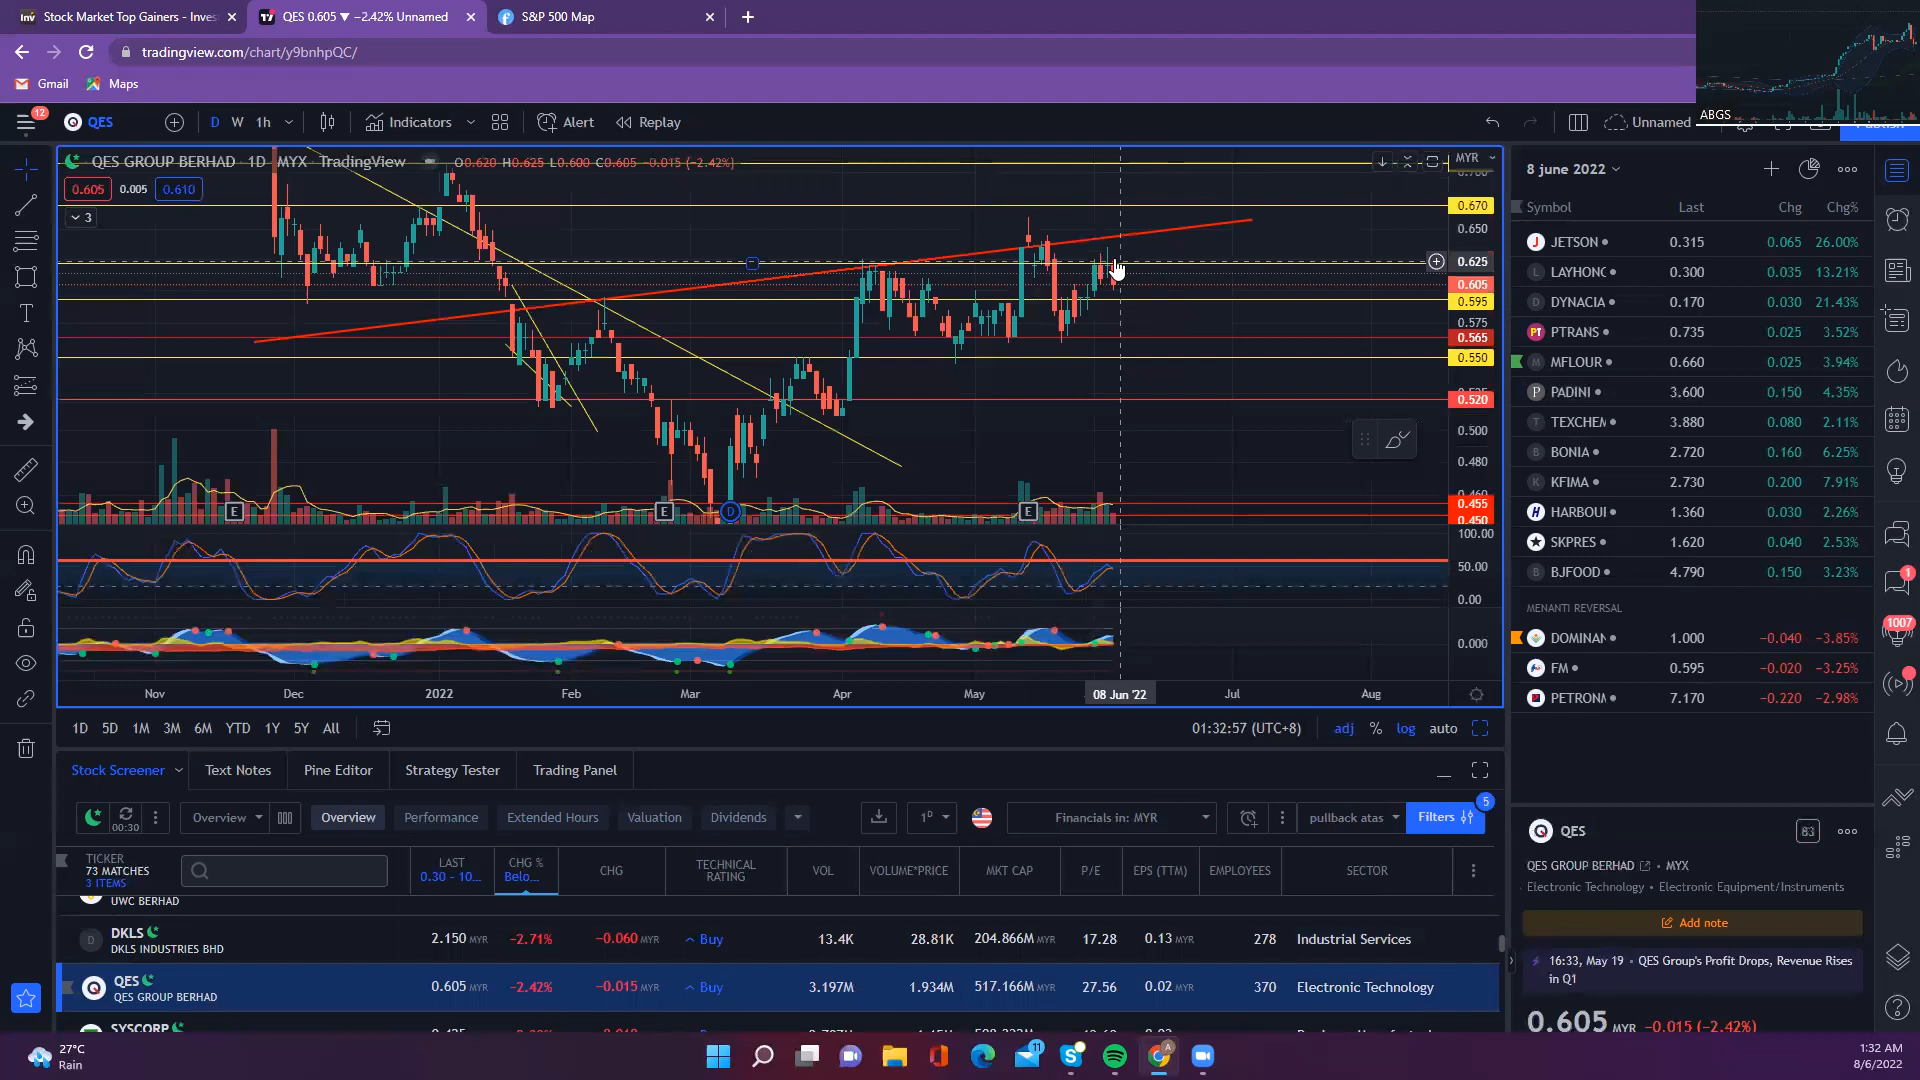 Stock Market Top Gainers - Inves
QES 0.605 ▼ −2.42% Unnamed
S&P 500 Map
tradingview.com/chart/y9bnhpQC/
Gmail
Maps
ABGS
12
QES
D
W
1h
Indicators
Alert
Replay
Unnamed
QES GROUP BERHAD · 1D · MYX · TradingView
O0.620 H0.625 L0.600 C0.605 −0.015 (−2.42%)
MYR
0.605
0.005
0.610
3
0.670
0.650
0.625
0.605
0.595
0.575
0.565
0.550
0.520
0.500
0.480
0.455
0.450
E
E
D
E
100.00
50.00
0.00
0.000
Nov
Dec
2022
Feb
Mar
Apr
May
08 Jun '22
Jul
Aug
1D
5D
1M
3M
6M
YTD
1Y
5Y
All
01:32:57 (UTC+8)
adj
%
log
auto
Stock Screener
Text Notes
Pine Editor
Strategy Tester
Trading Panel
00:30
Overview
Overview
Performance
Extended Hours
Valuation
Dividends
1D
Financials in: MYR
pullback atas
Filters
5
TICKER
73 MATCHES
3 ITEMS
LAST
0.30 - 10...
CHG %
Belo...
CHG
TECHNICAL
RATING
VOL
VOLUME*PRICE
MKT CAP
P/E
EPS (TTM)
EMPLOYEES
SECTOR
UWC BERHAD
DKLS
DKLS INDUSTRIES BHD
2.150 MYR
−2.71%
−0.060 MYR
Buy
13.4K
28.81K
204.866M MYR
17.28
0.13 MYR
278
Industrial Services
QES
QES GROUP BERHAD
0.605 MYR
−2.42%
−0.015 MYR
Buy
3.197M
1.934M
517.166M MYR
27.56
0.02 MYR
370
Electronic Technology
SYSCORP
8 june 2022
Symbol
Last
Chg
Chg%
JETSON
0.315
0.065
26.00%
LAYHONG
0.300
0.035
13.21%
DYNACIA
0.170
0.030
21.43%
PTRANS
0.735
0.025
3.52%
MFLOUR
0.660
0.025
3.94%
PADINI
3.600
0.150
4.35%
TEXCHEM
3.880
0.080
2.11%
BONIA
2.720
0.160
6.25%
KFIMA
2.730
0.200
7.91%
HARBOUR
1.360
0.030
2.26%
SKPRES
1.620
0.040
2.53%
BJFOOD
4.790
0.150
3.23%
MENANTI REVERSAL
DOMINAN
1.000
−0.040
−3.85%
FM
0.595
−0.020
−3.25%
PETRONM
7.170
−0.220
−2.98%
1
1007
QES
83
QES GROUP BERHAD · MYX
Electronic Technology · Electronic Equipment/Instruments
Add note
16:33, May 19 · QES Group's Profit Drops, Revenue Rises
in Q1
0.605 MYR −0.015 (−2.42%)
27°C
Rain
11
A
1:32 AM
8/6/2022